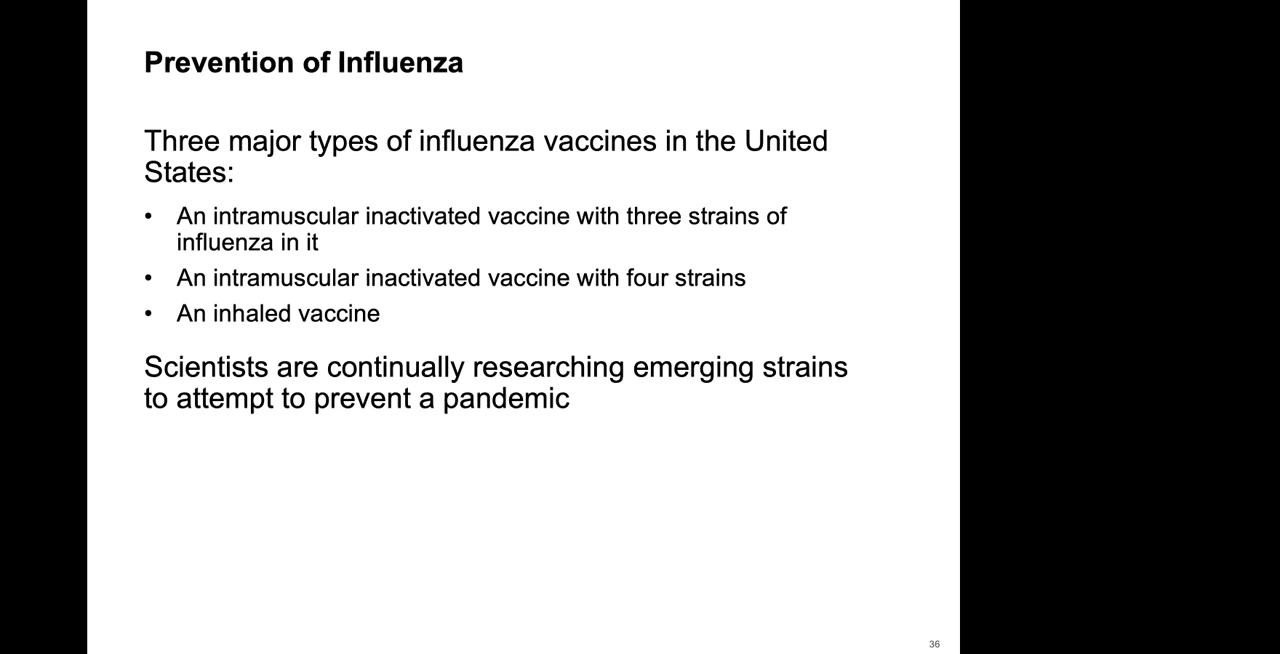 Prevention of Influenza
Three major types of influenza vaccines in the United
States:
• An intramuscular inactivated vaccine with three strains of
influenza in it
• An intramuscular inactivated vaccine with four strains
• An inhaled vaccine
Scientists are continually researching emerging strains
to attempt to prevent a pandemic
36